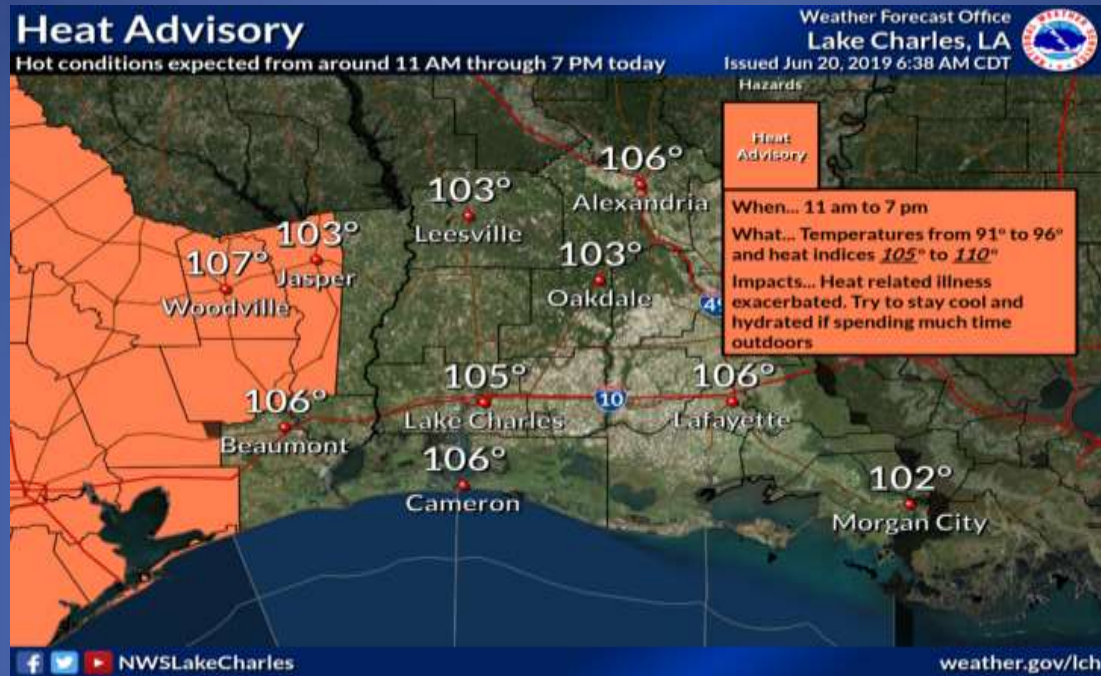 Heat Advisory
Hot conditions expected from around 11 AM through 7 PM today
Weather Forecast Office
Lake Charles, LA
Issued Jun 20, 2019 6:38 AM CDT
NATIONAL WEATHER SERVICE
Hazards
Heat
Advisory
When... 11 am to 7 pm
What... Temperatures from 91° to 96°
and heat indices 105° to 110°
Impacts... Heat related illness
exacerbated. Try to stay cool and
hydrated if spending much time
outdoors
106°
Alexandria
103°
Leesville
103°
Jasper
107°
Woodville
103°
Oakdale
49
105°
Lake Charles
10
106°
Lafayette
106°
Beaumont
106°
Cameron
102°
Morgan City
NWSLakeCharles
weather.gov/lch